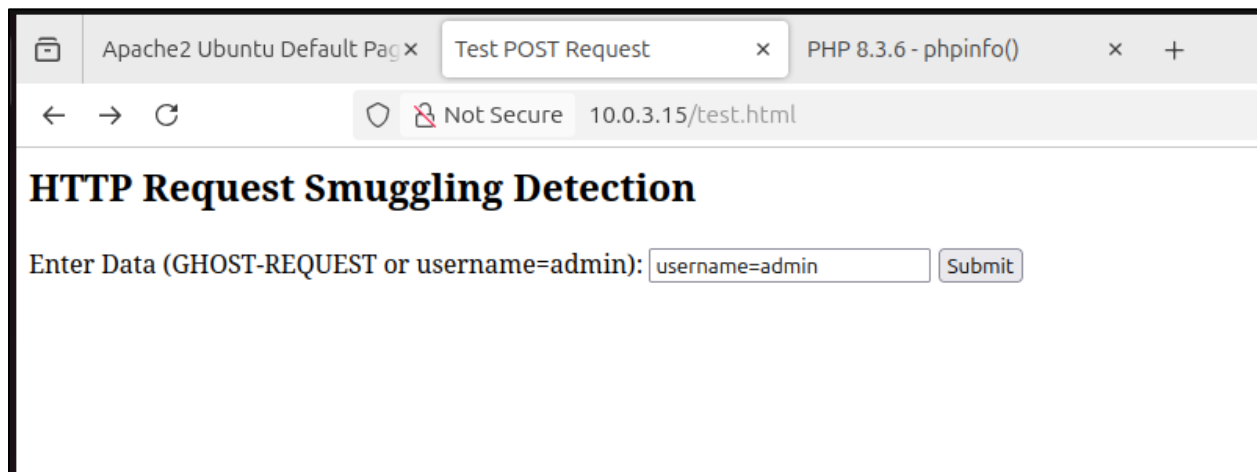 Apache2 Ubuntu Default Pag Test POST Request PHP 8.3.6 - phpinfo()
Not Secure 10.0.3.15/test.html
HTTP Request Smuggling Detection
Enter Data (GHOST-REQUEST or username=admin): username=admin Submit